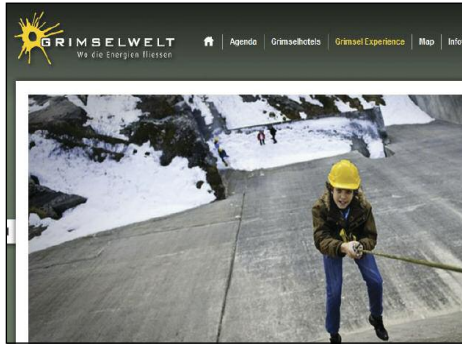 GRIMSELWELT
Wo die Energien fliessen
Agenda
Grimselhotels
Grimsel Experience
Map
Info